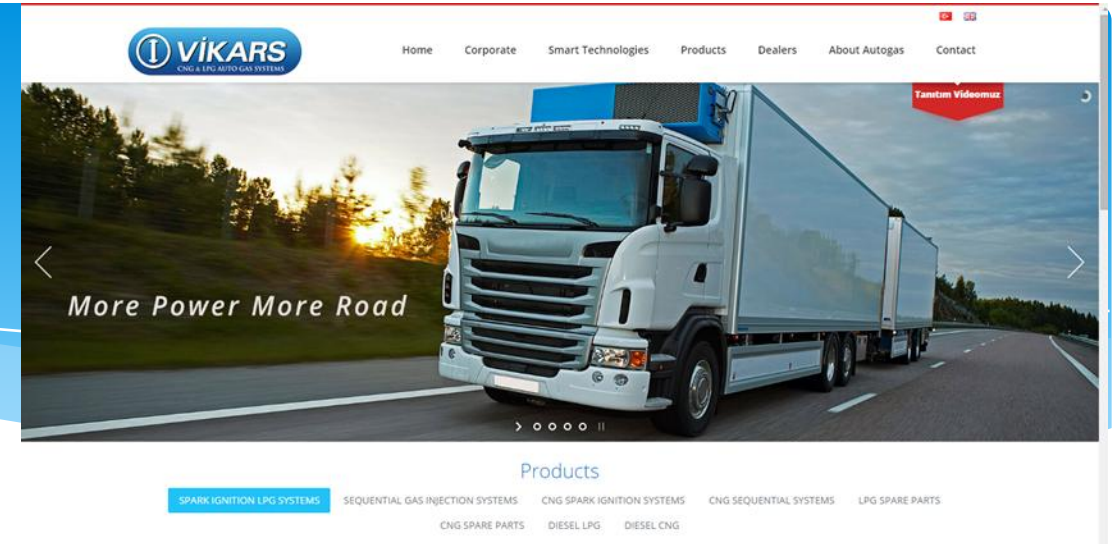 VİKARS
CNG & LPG AUTO GAS SYSTEMS
Home Corporate Smart Technologies Products Dealers About Autogas Contact
Tanıtım Videomuz
More Power More Road
Products
SPARK IGNITION LPG SYSTEMS SEQUENTIAL GAS INJECTION SYSTEMS CNG SPARK IGNITION SYSTEMS CNG SEQUENTIAL SYSTEMS LPG SPARE PARTS
CNG SPARE PARTS DIESEL LPG DIESEL CNG